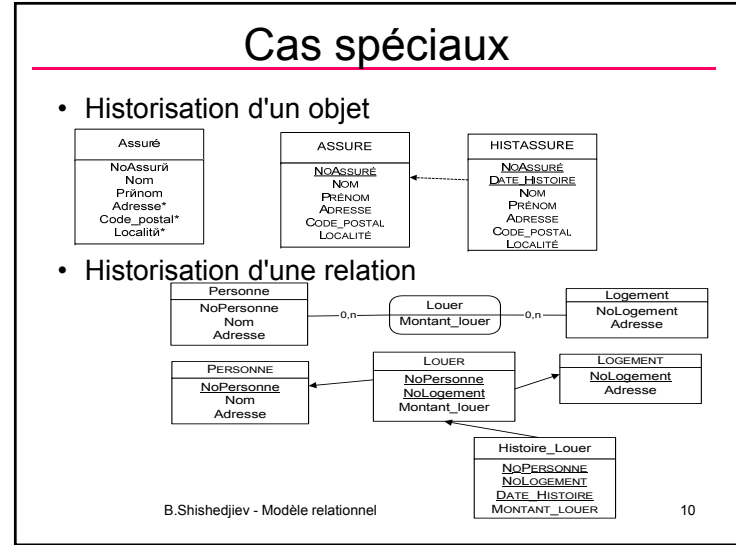 Cas spéciaux
• Historisation d'un objet
Assuré
NoAssurй
Nom
Prйnom
Adresse*
Code_postal*
Localitй*
ASSURE
NOASSURÉ
NOM
PRÉNOM
ADRESSE
CODE_POSTAL
LOCALITÉ
HISTASSURE
NOASSURÉ
DATE_HISTOIRE
NOM
PRÉNOM
ADRESSE
CODE_POSTAL
LOCALITÉ
• Historisation d'une relation
Personne
NoPersonne
Nom
Adresse
0,n
Louer
Montant_louer
0,n
Logement
NoLogement
Adresse
PERSONNE
NoPersonne
Nom
Adresse
LOUER
NoPersonne
NoLogement
Montant_louer
LOGEMENT
NoLogement
Adresse
Histoire_Louer
NOPERSONNE
NOLOGEMENT
DATE_HISTOIRE
MONTANT_LOUER
B.Shishedjiev - Modèle relationnel
10